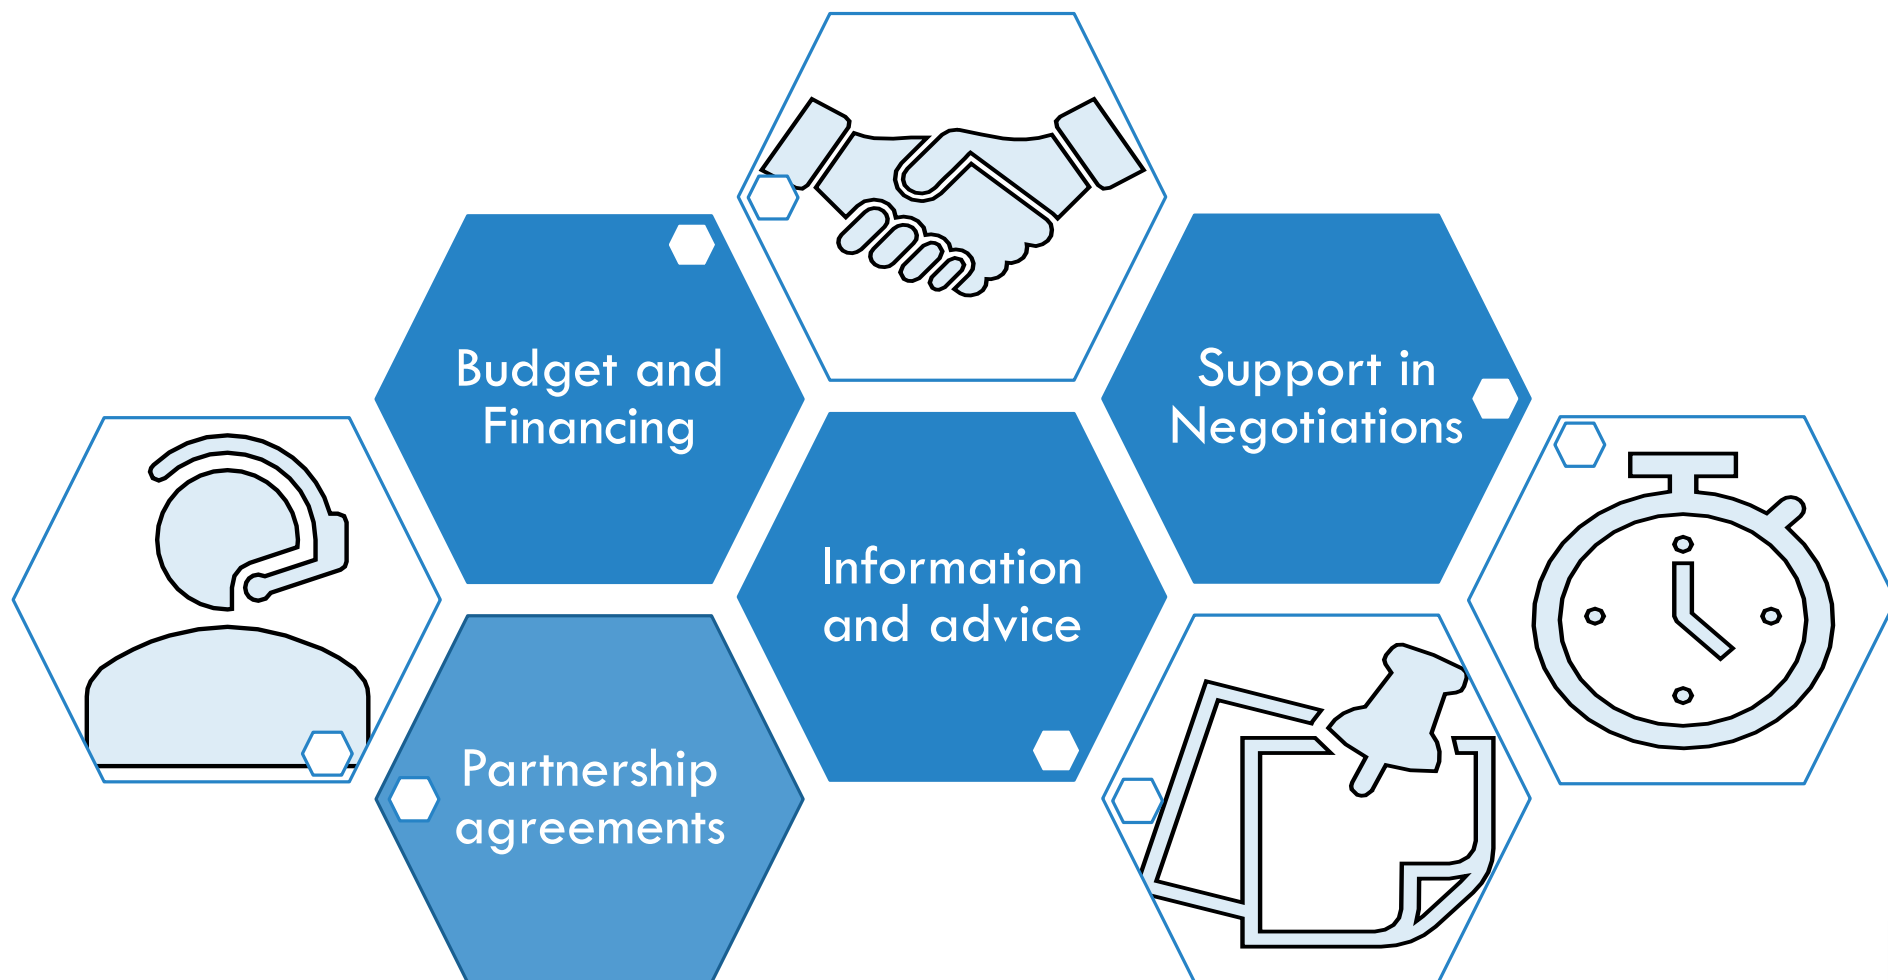 Budget and
Financing
Support in
Negotiations
Information
and advice
Partnership
agreements